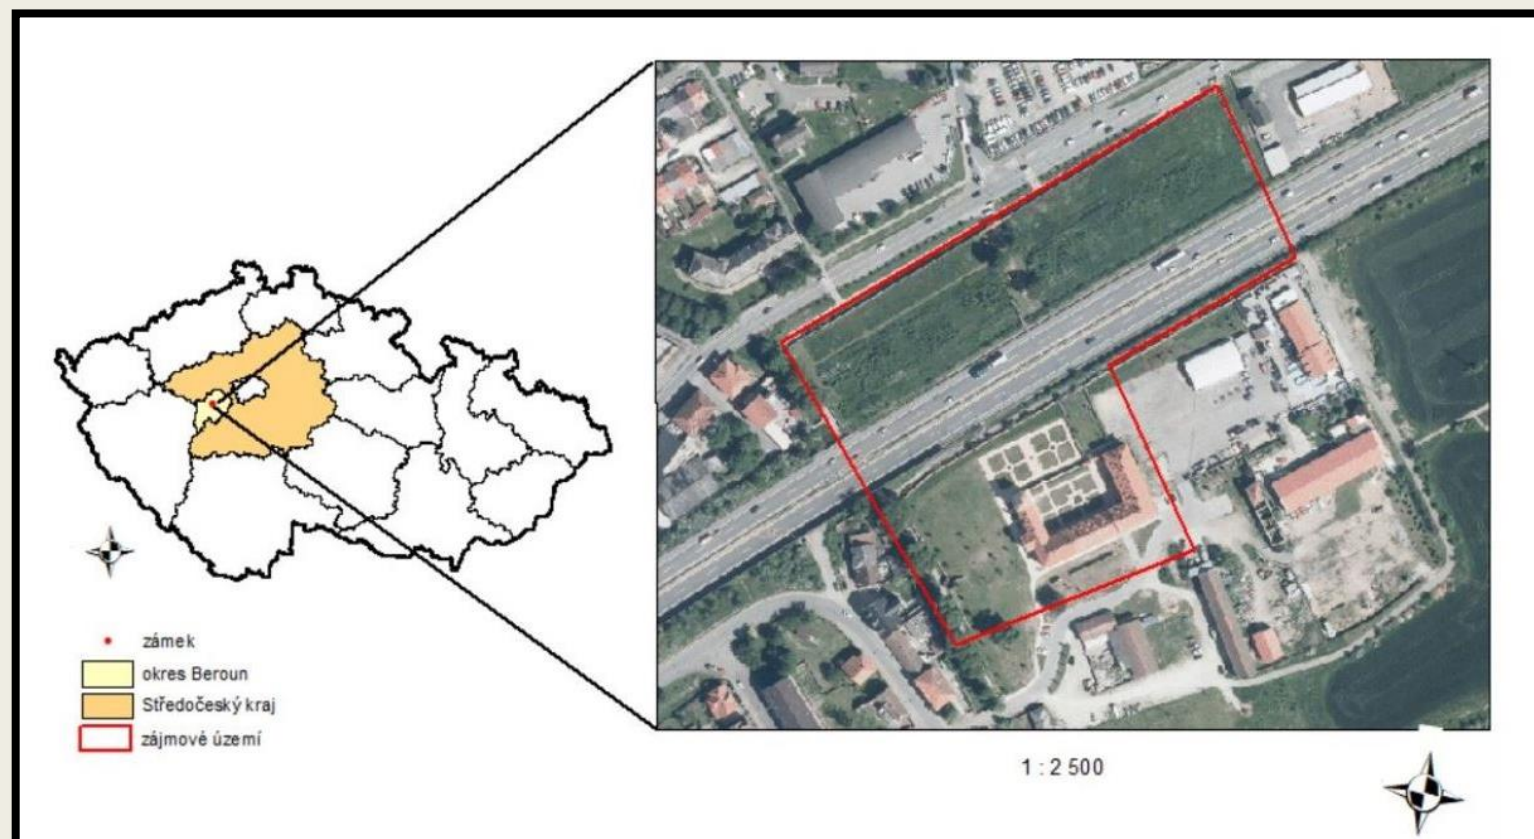 zámek
okres Beroun
Středočeský kraj
zájmové území
1 : 2 500